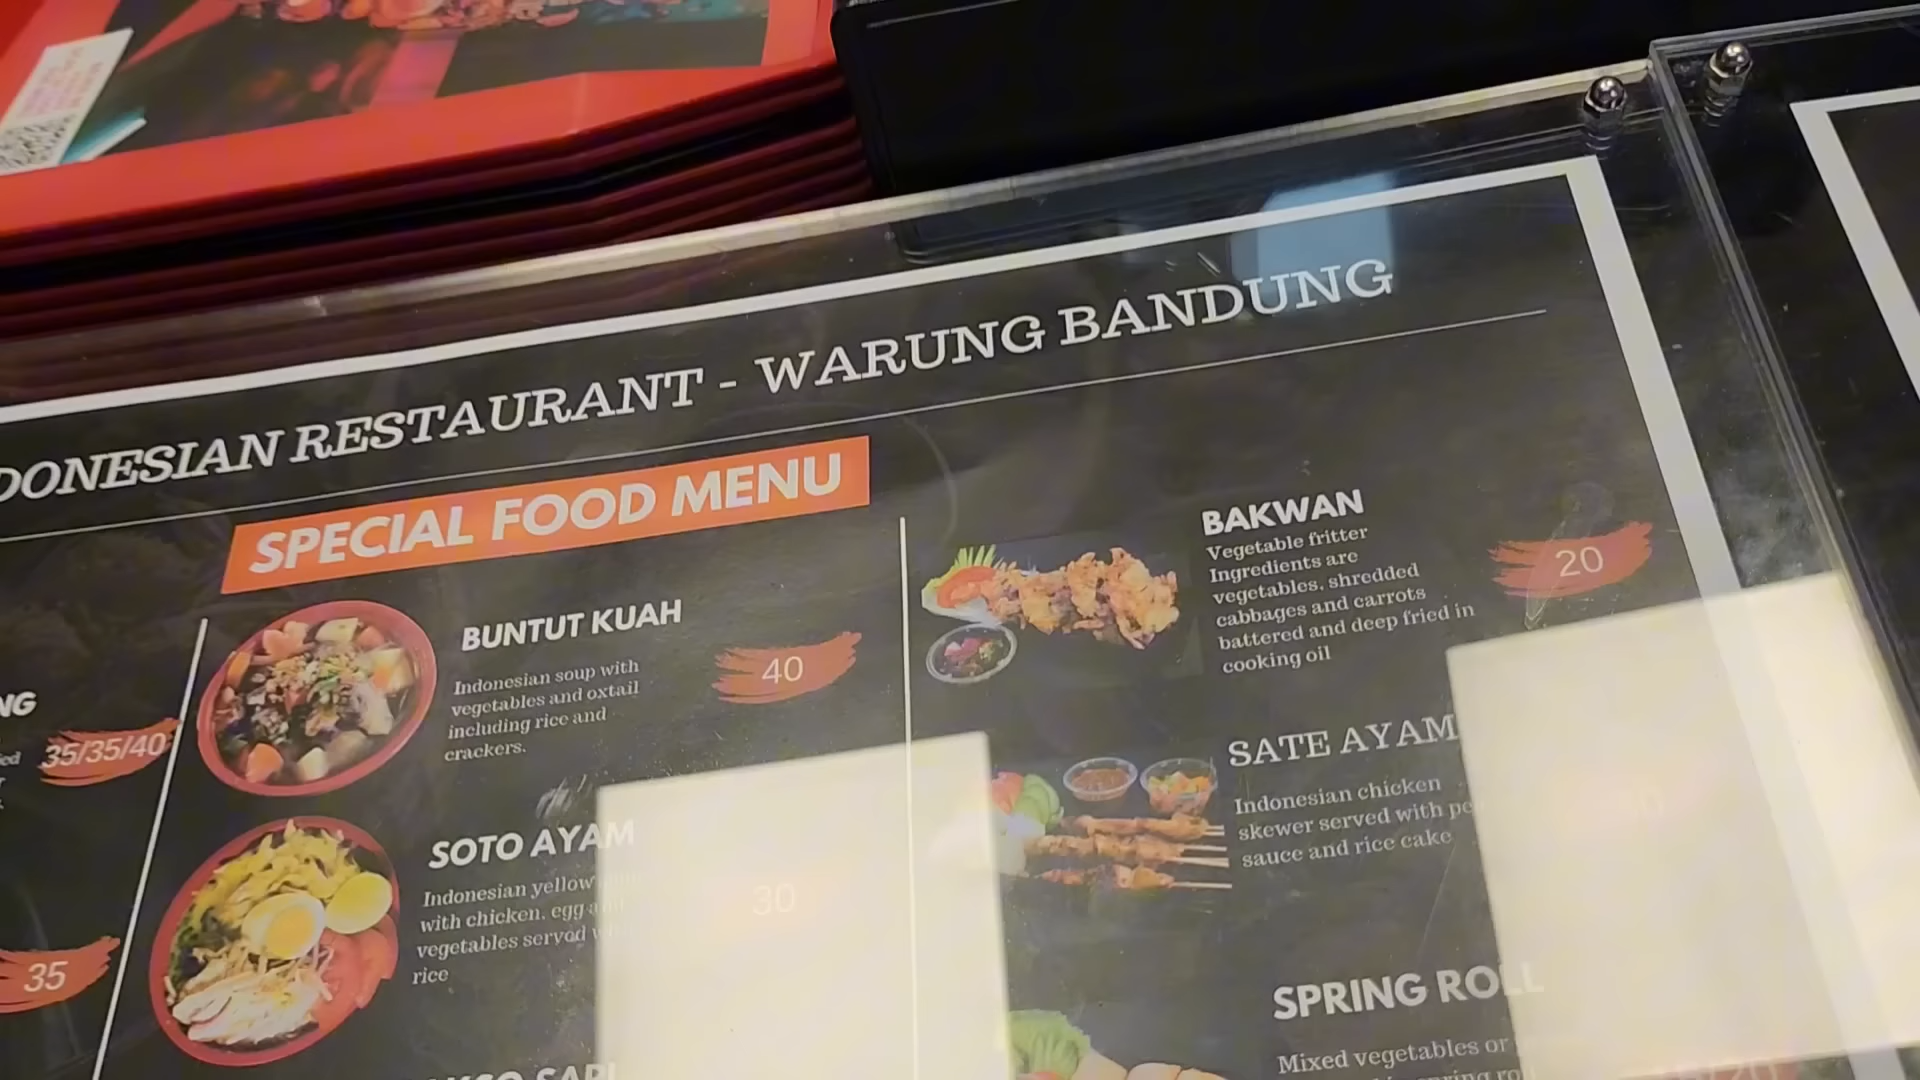 INDONESIAN RESTAURANT - WARUNG BANDUNG
SPECIAL FOOD MENU
35/35/40
35
BUNTUT KUAH
Indonesian soup with
vegetables and oxtail
including rice and
crackers.
40
SOTO AYAM
Indonesian yellow
with chicken, egg
vegetables served
rice
30
BAKWAN
Vegetable fritter
Ingredients are
vegetables, shredded
cabbages and carrots
battered and deep fried in
cooking oil
20
SATE AYAM
Indonesian chicken
skewer served with
sauce and rice cake
SPRING ROLL
Mixed vegetables or